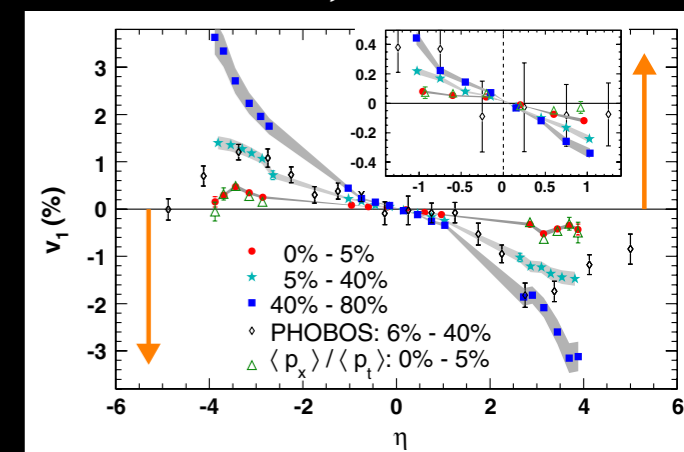 v1 (%)
3
2
1
0
-1
-2
-3
0.4
0.2
0
-0.2
-0.4
-1 -0.5 0 0.5 1
0% - 5%
5% - 40%
40% - 80%
PHOBOS: 6% - 40%
⟨ px ⟩ / ⟨ pt ⟩: 0% - 5%
-6 -4 -2 0 2 4 6
η